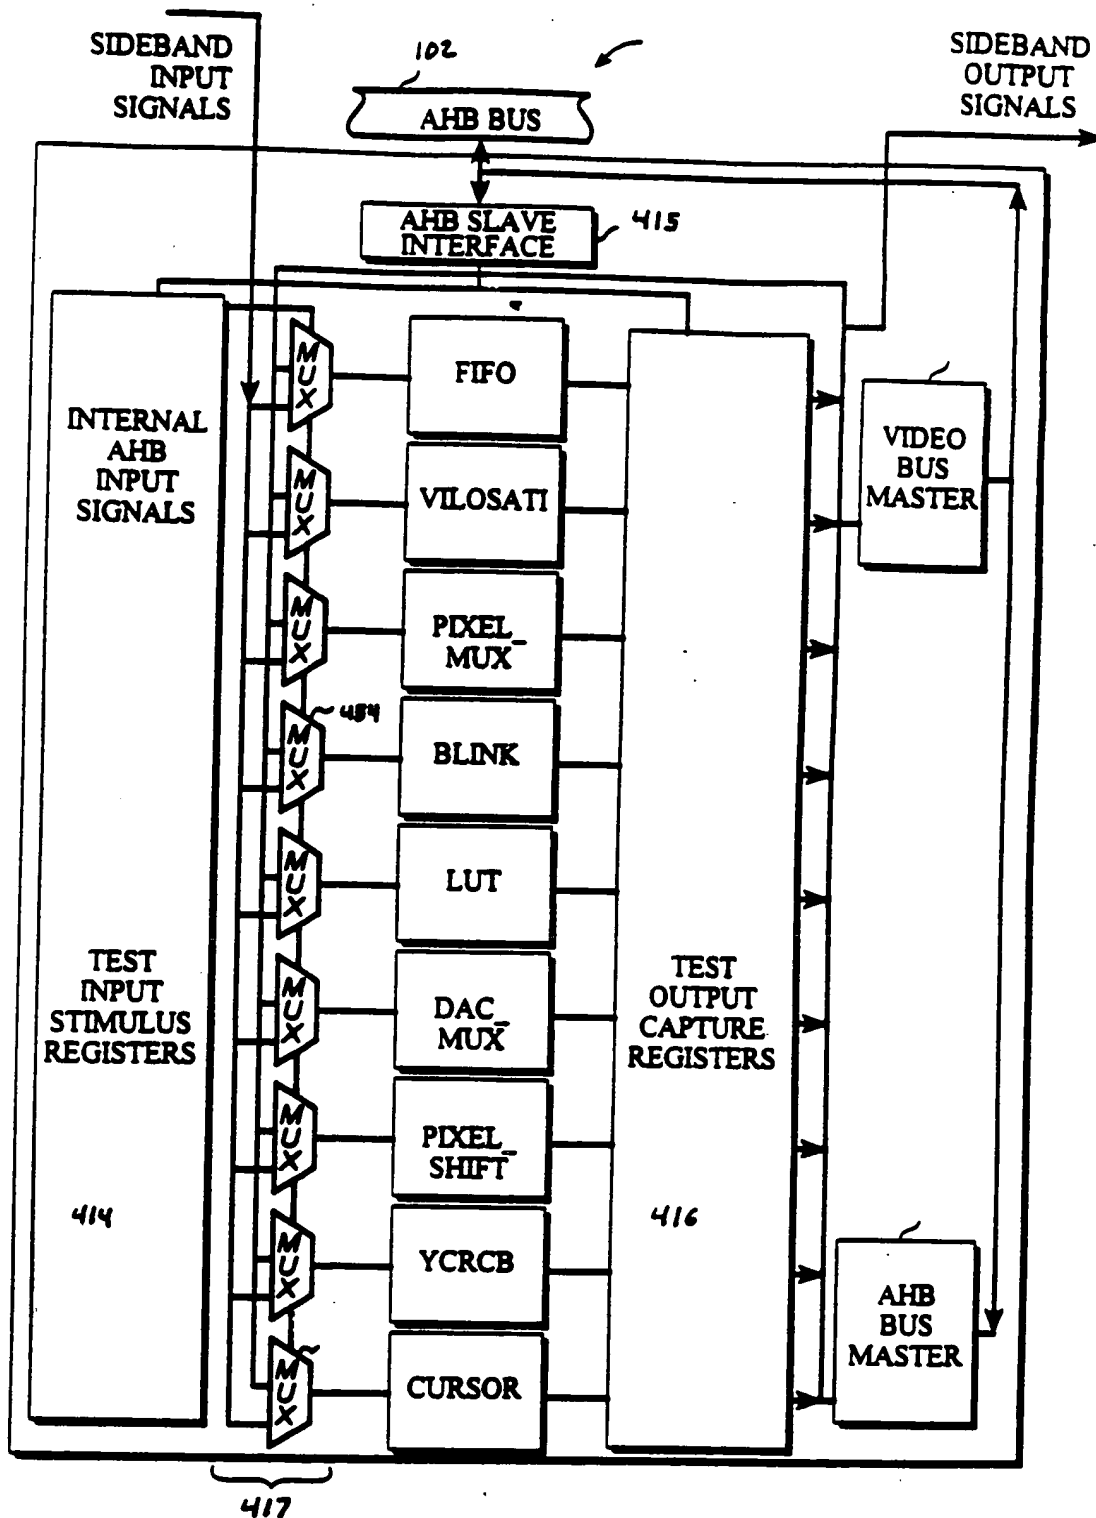 SIDEBAND
INPUT
SIGNALS
102
AHB BUS
SIDEBAND
OUTPUT
SIGNALS
AHB SLAVE
INTERFACE
415
INTERNAL
AHB
INPUT
SIGNALS
TEST
INPUT
STIMULUS
REGISTERS
414
MUX
MUX
MUX
MUX
454
MUX
MUX
MUX
MUX
MUX
417
FIFO
VILOSATI
PIXEL_
MUX
BLINK
LUT
DAC_
MUX
PIXEL_
SHIFT
YCRCB
CURSOR
TEST
OUTPUT
CAPTURE
REGISTERS
416
VIDEO
BUS
MASTER
AHB
BUS
MASTER